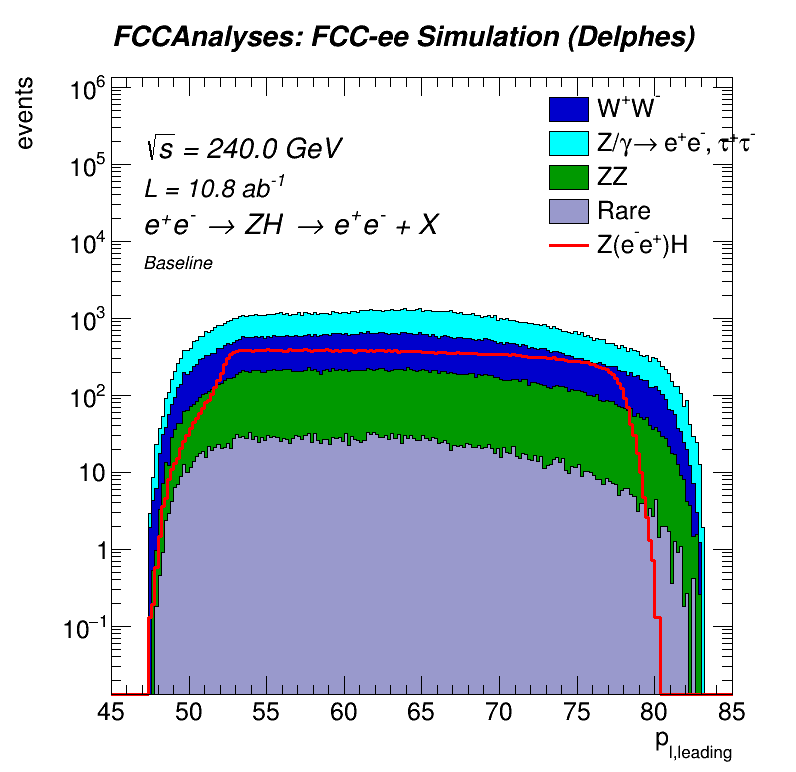 FCCAnalyses: FCC-ee Simulation (Delphes)
events
10⁶
10⁵
10⁴
10³
10²
10
1
10⁻¹
√s = 240.0 GeV
L = 10.8 ab⁻¹
e⁺e⁻ → ZH → e⁺e⁻ + X
Baseline
W⁺W⁻
Z/γ→ e⁺e⁻, τ⁺τ⁻
ZZ
Rare
Z(e⁻e⁺)H
45 50 55 60 65 70 75 80 85
p_{l,leading}